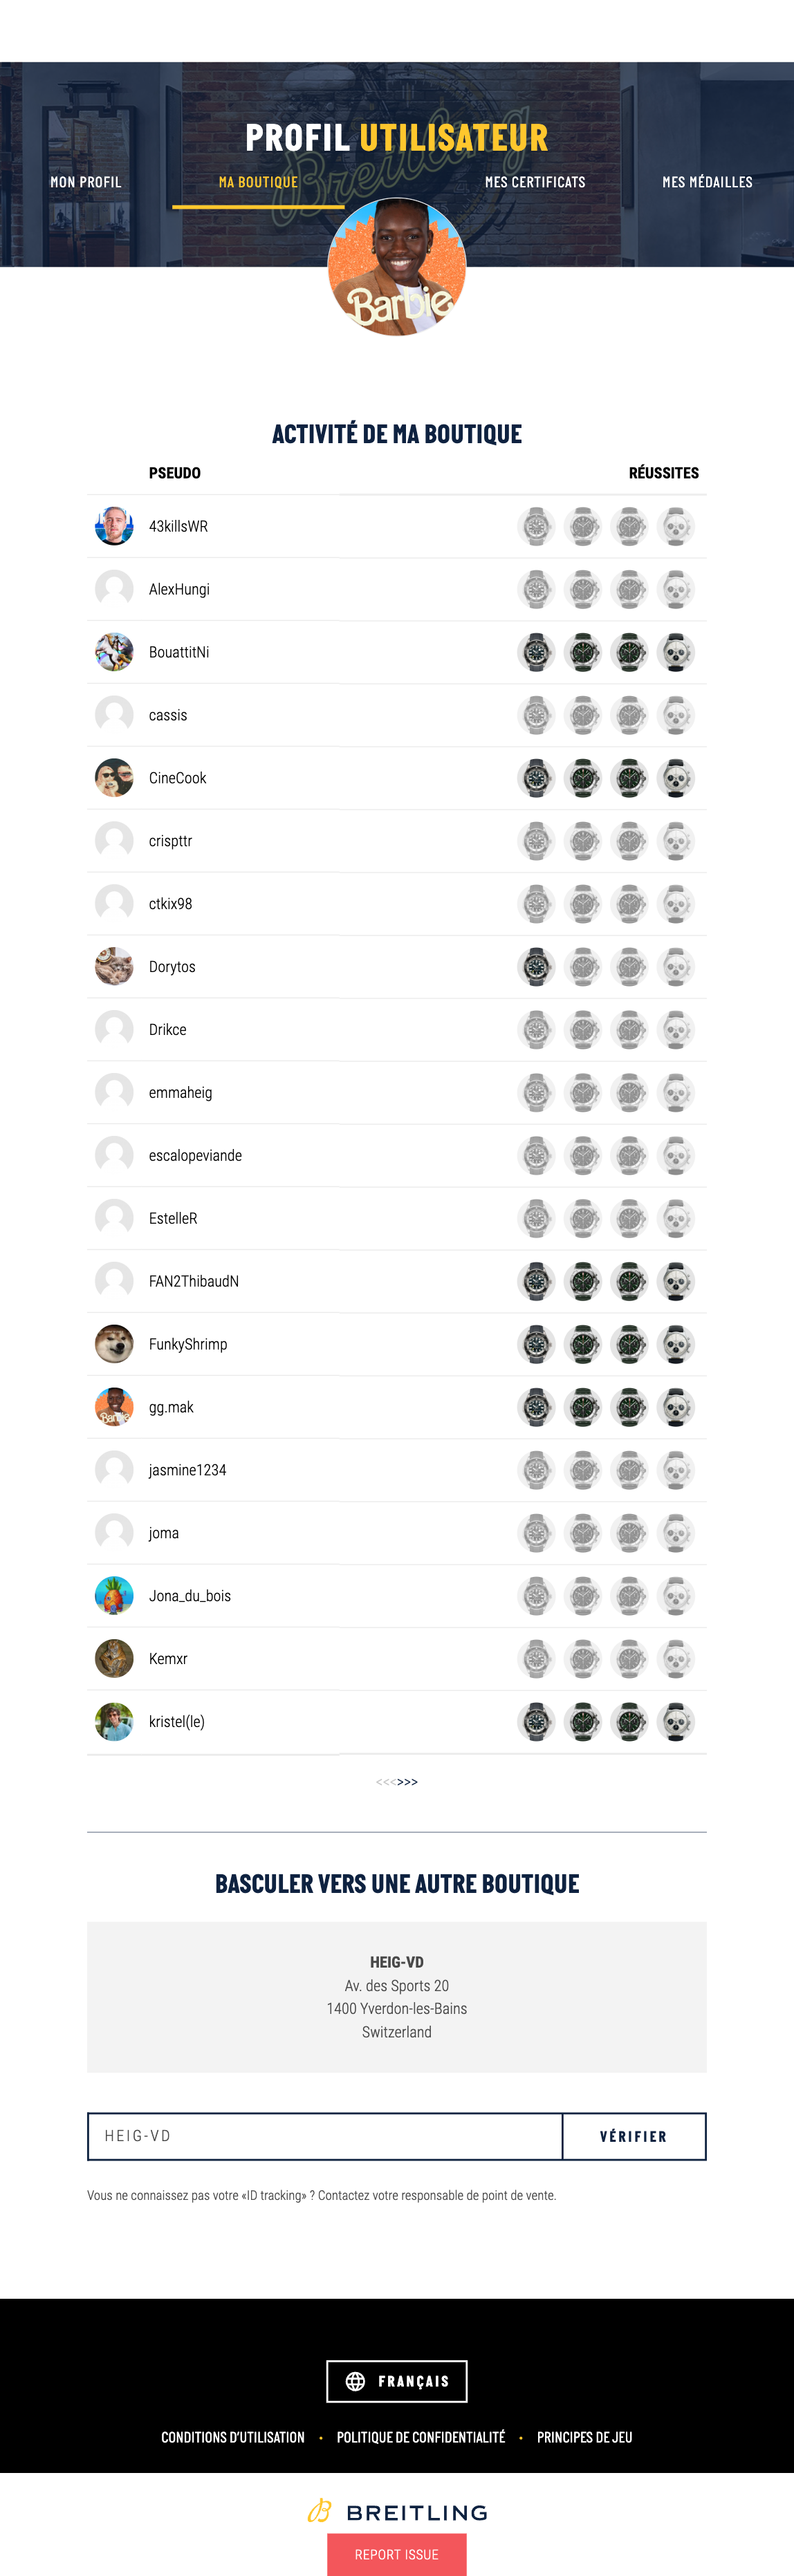 PROFIL UTILISATEUR
MON PROFIL
MA BOUTIQUE
MES CERTIFICATS
MES MÉDAILLES
Breitling
Barbie
ACTIVITÉ DE MA BOUTIQUE
PSEUDO RÉUSSITES
43killsWR
AlexHungi
BouattitNi
cassis
CineCook
crispttr
ctkix98
Dorytos
Drikce
emmaheig
escalopeviande
EstelleR
FAN2ThibaudN
FunkyShrimp
Barbie
gg.mak
jasmine1234
joma
Jona_du_bois
Kemxr
kristel(le)
<<<>>>
BASCULER VERS UNE AUTRE BOUTIQUE
HEIG-VD
Av. des Sports 20
1400 Yverdon-les-Bains
Switzerland
HEIG-VD
VÉRIFIER
Vous ne connaissez pas votre «ID tracking» ? Contactez votre responsable de point de vente.
FRANÇAIS
CONDITIONS D'UTILISATION • POLITIQUE DE CONFIDENTIALITÉ • PRINCIPES DE JEU
B BREITLING
REPORT ISSUE